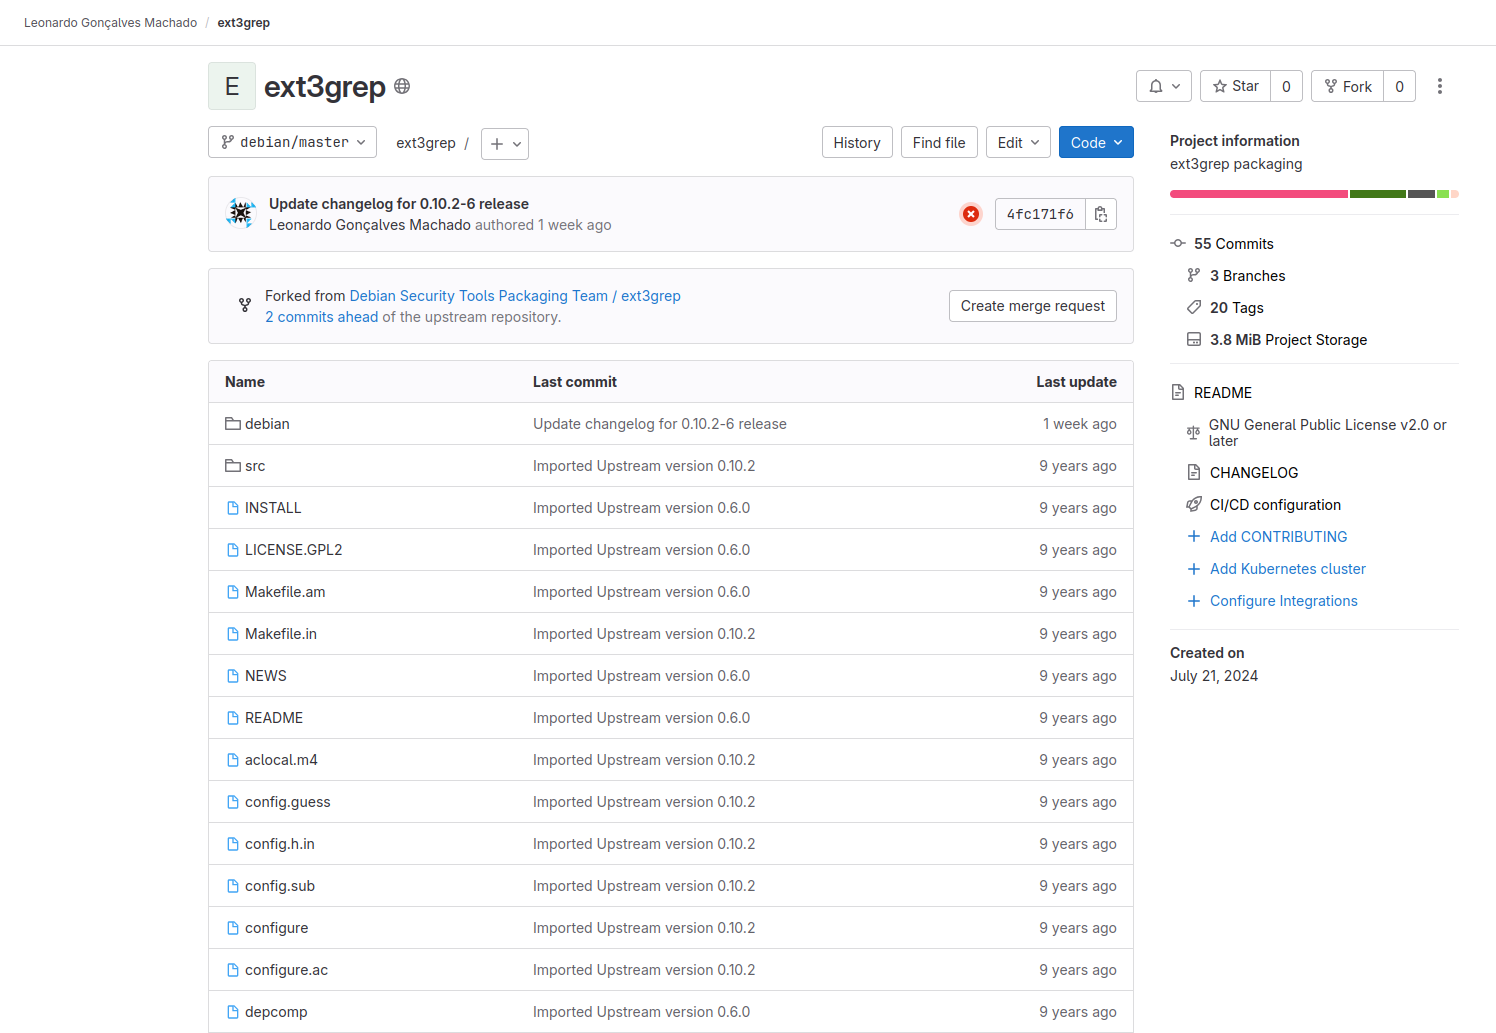 Leonardo Gonçalves Machado / ext3grep
E ext3grep
Star 0 Fork 0
debian/master ext3grep / History Find file Edit Code
Update changelog for 0.10.2-6 release
Leonardo Gonçalves Machado authored 1 week ago
4fc171f6
Forked from Debian Security Tools Packaging Team / ext3grep
2 commits ahead of the upstream repository.
Create merge request
Name Last commit Last update
debian Update changelog for 0.10.2-6 release 1 week ago
src Imported Upstream version 0.10.2 9 years ago
INSTALL Imported Upstream version 0.6.0 9 years ago
LICENSE.GPL2 Imported Upstream version 0.6.0 9 years ago
Makefile.am Imported Upstream version 0.6.0 9 years ago
Makefile.in Imported Upstream version 0.10.2 9 years ago
NEWS Imported Upstream version 0.6.0 9 years ago
README Imported Upstream version 0.6.0 9 years ago
aclocal.m4 Imported Upstream version 0.10.2 9 years ago
config.guess Imported Upstream version 0.10.2 9 years ago
config.h.in Imported Upstream version 0.10.2 9 years ago
config.sub Imported Upstream version 0.10.2 9 years ago
configure Imported Upstream version 0.10.2 9 years ago
configure.ac Imported Upstream version 0.10.2 9 years ago
depcomp Imported Upstream version 0.6.0 9 years ago
Project information
ext3grep packaging
55 Commits
3 Branches
20 Tags
3.8 MiB Project Storage
README
GNU General Public License v2.0 or
later
CHANGELOG
CI/CD configuration
Add CONTRIBUTING
Add Kubernetes cluster
Configure Integrations
Created on
July 21, 2024